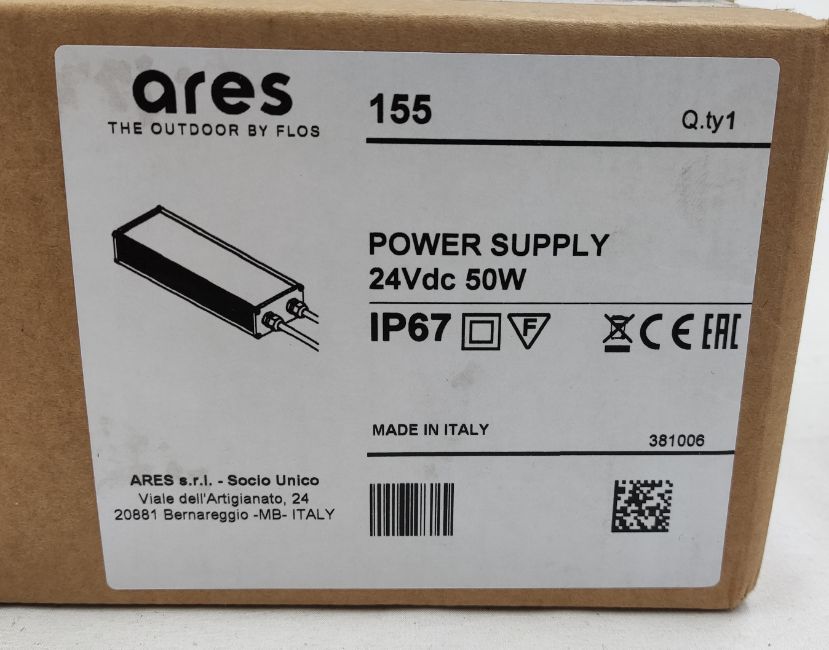 ares
THE OUTDOOR BY FLOS
155
Q.ty1
POWER SUPPLY
24Vdc 50W
IP67 F CE EAC
MADE IN ITALY
381006
ARES s.r.l. - Socio Unico
Viale dell'Artigianato, 24
20881 Bernareggio -MB- ITALY